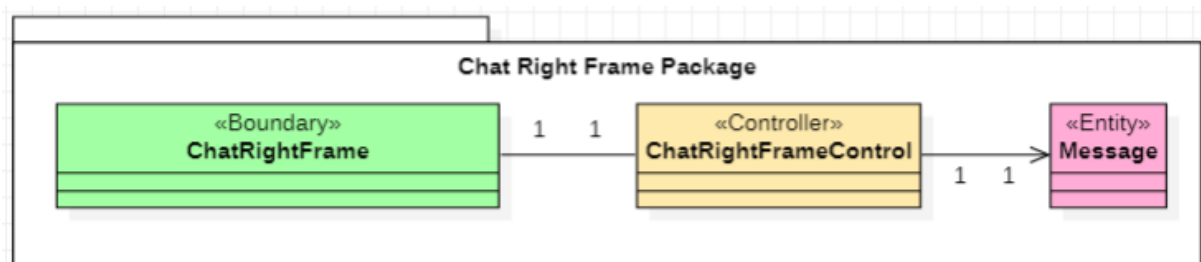 Chat Right Frame Package
«Boundary»
ChatRightFrame
1 1
«Controller»
ChatRightFrameControl
1 1
«Entity»
Message